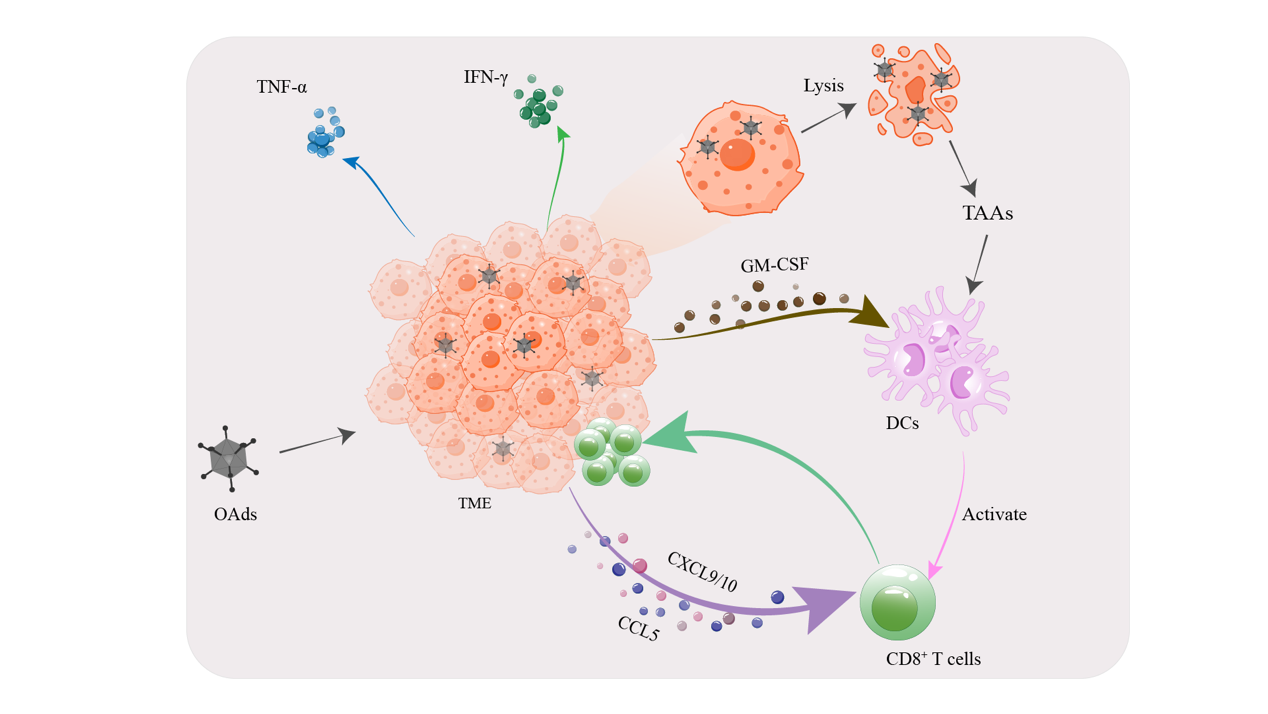 TNF-α
IFN-γ
Lysis
TAAs
GM-CSF
DCs
OAds
TME
Activate
CXCL9/10
CCL5
CD8⁺ T cells